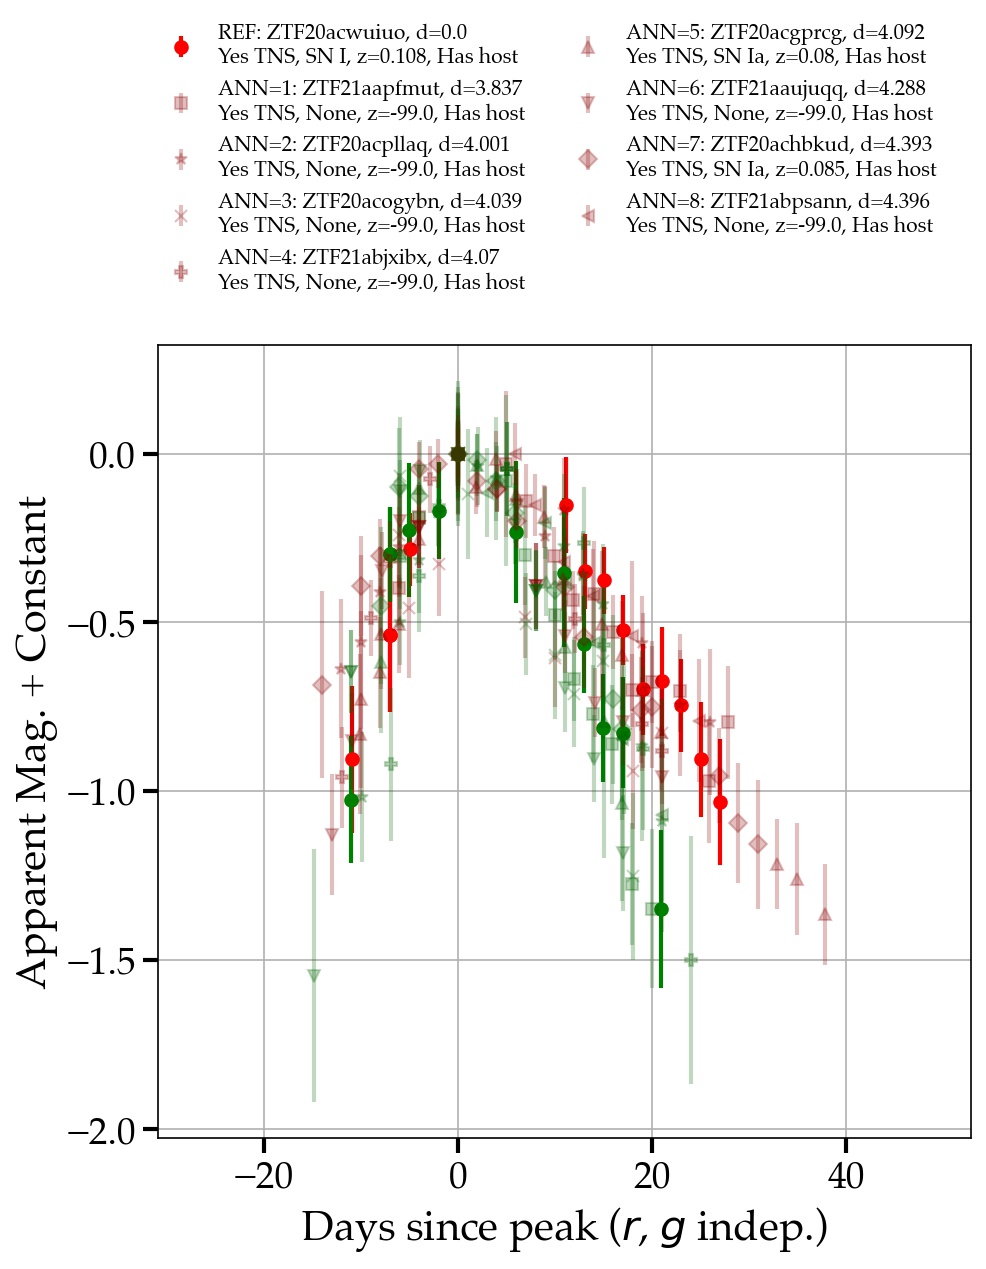 REF: ZTF20acwuiuo, d=0.0
Yes TNS, SN I, z=0.108, Has host
ANN=1: ZTF21aapfmut, d=3.837
Yes TNS, None, z=-99.0, Has host
ANN=2: ZTF20acpllaq, d=4.001
Yes TNS, None, z=-99.0, Has host
ANN=3: ZTF20acogybn, d=4.039
Yes TNS, None, z=-99.0, Has host
ANN=4: ZTF21abjxibx, d=4.07
Yes TNS, None, z=-99.0, Has host
ANN=5: ZTF20acgprcg, d=4.092
Yes TNS, SN Ia, z=0.08, Has host
ANN=6: ZTF21aaujuqq, d=4.288
Yes TNS, None, z=-99.0, Has host
ANN=7: ZTF20achbkud, d=4.393
Yes TNS, SN Ia, z=0.085, Has host
ANN=8: ZTF21abpsann, d=4.396
Yes TNS, None, z=-99.0, Has host
Apparent Mag. + Constant
0.0
−0.5
−1.0
−1.5
−2.0
−20
0
20
40
Days since peak (r, g indep.)